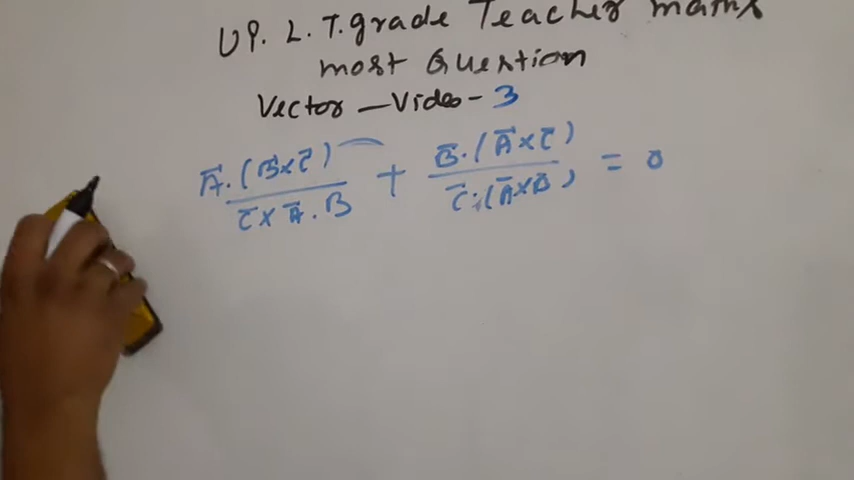 UP. L. T. grade Teacher maths
most Question
Vector — Video - 3
A⃗.(B⃗×C⃗) / C⃗×A⃗.B + B⃗.(A⃗×C⃗) / C⃗.(A⃗×B⃗) = 0